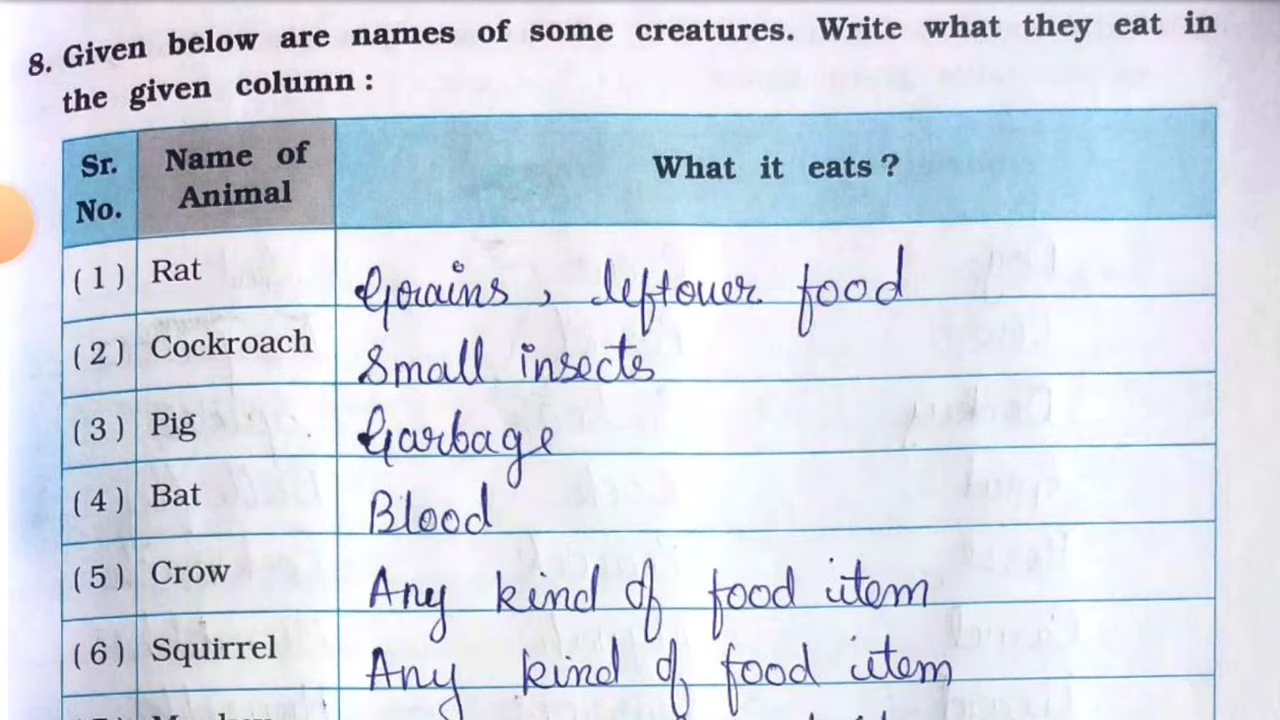 8. Given below are names of some creatures. Write what they eat in
the given column :
Sr. No. Name of Animal What it eats ?
(1) Rat Grains, leftover food
(2) Cockroach Small insects
(3) Pig Garbage
(4) Bat Blood
(5) Crow Any kind of food item
(6) Squirrel Any kind of food item